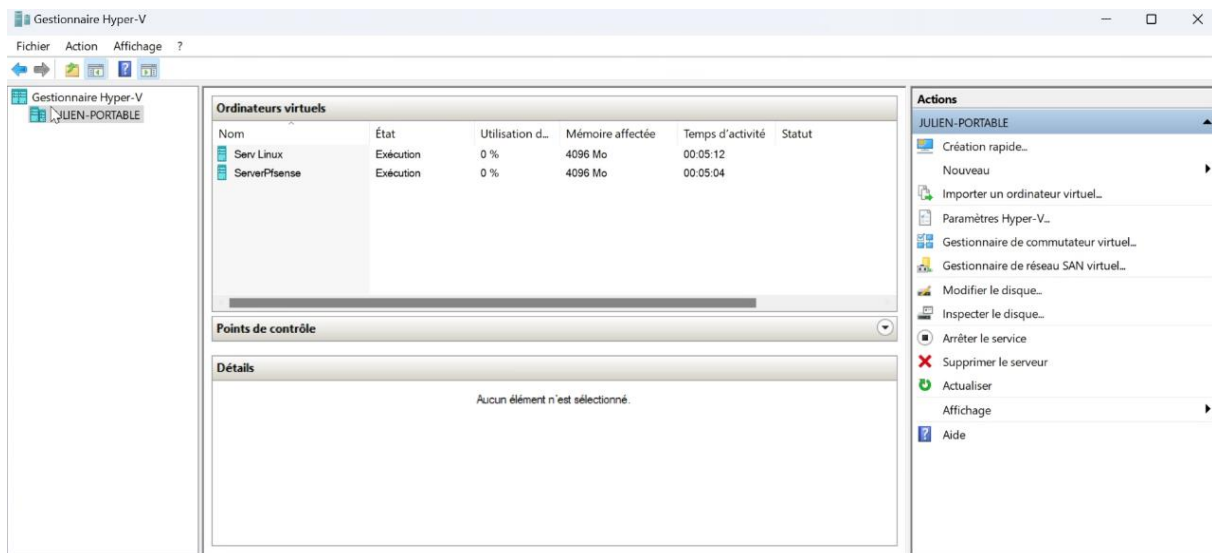 Gestionnaire Hyper-V
Fichier Action Affichage ?
Gestionnaire Hyper-V
JULIEN-PORTABLE
Ordinateurs virtuels
Nom État Utilisation d... Mémoire affectée Temps d'activité Statut
Serv Linux Exécution 0 % 4096 Mo 00:05:12
ServerPfsense Exécution 0 % 4096 Mo 00:05:04
Points de contrôle
Détails
Aucun élément n'est sélectionné.
Actions
JULIEN-PORTABLE
Création rapide...
Nouveau
Importer un ordinateur virtuel...
Paramètres Hyper-V...
Gestionnaire de commutateur virtuel...
Gestionnaire de réseau SAN virtuel...
Modifier le disque...
Inspecter le disque...
Arrêter le service
Supprimer le serveur
Actualiser
Affichage
Aide